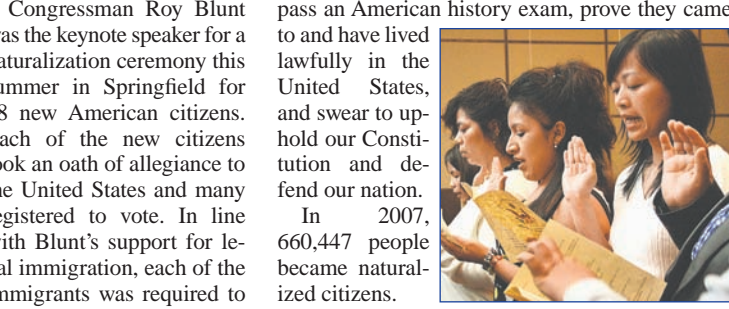 Congressman Roy Blunt
as the keynote speaker for a
aturalization ceremony this
ummer in Springfield for
8 new American citizens.
ach of the new citizens
ook an oath of allegiance to
he United States and many
egistered to vote. In line
ith Blunt's support for le-
al immigration, each of the
mmigrants was required to
pass an American history exam, prove they came
to and have lived
lawfully in the
United States,
and swear to up-
hold our Consti-
tution and de-
fend our nation.
In 2007,
660,447 people
became natural-
ized citizens.